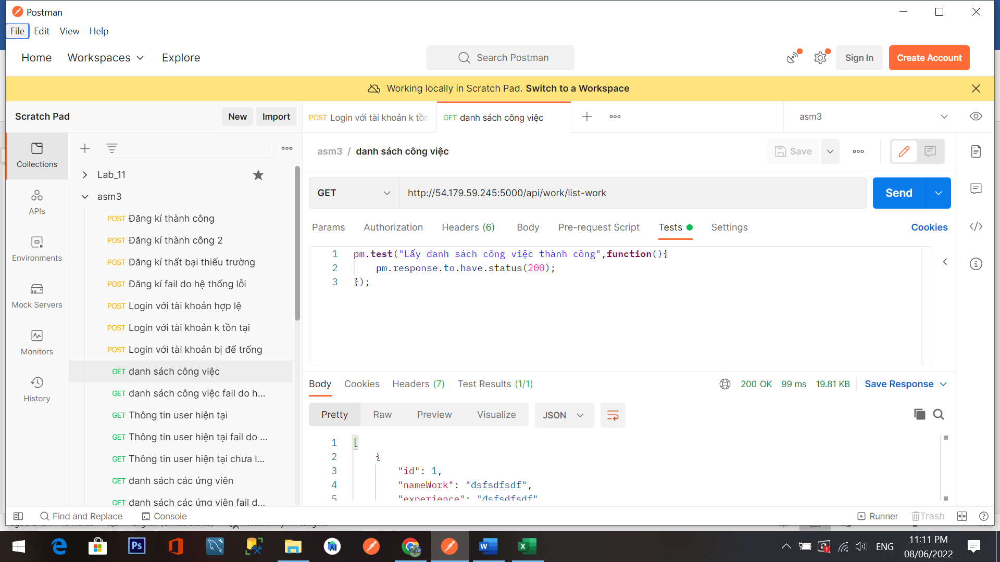 Postman
File Edit View Help
Home Workspaces Explore
Search Postman
Sign In
Create Account
Working locally in Scratch Pad. Switch to a Workspace
Scratch Pad
New
Import
POST Login với tài khoản k tồn
GET danh sách công việc
asm3
Collections
APIs
Environments
Mock Servers
Monitors
History
Lab_11
asm3
POST Đăng kí thành công
POST Đăng kí thành công 2
POST Đăng kí thất bại thiếu trường
POST Đăng kí fail do hệ thống lỗi
POST Login với tài khoản hợp lệ
POST Login với tài khoản k tồn tại
POST Login với tài khoản bị để trống
GET danh sách công việc
GET danh sách công việc fail do h...
GET Thông tin user hiện tại
GET Thông tin user hiện tại fail do ...
GET Thông tin user hiện tại chưa l...
GET danh sách các ứng viên
GET danh sách các ứng viên fail d...
asm3 / danh sách công việc
Save
GET
http://54.179.59.245:5000/api/work/list-work
Send
Params Authorization Headers (6) Body Pre-request Script Tests Settings
Cookies
1 pm.test("Lấy danh sách công việc thành công",function(){
2 pm.response.to.have.status(200);
3 });
Body Cookies Headers (7) Test Results (1/1)
200 OK 99 ms 19.81 KB
Save Response
Pretty Raw Preview Visualize
JSON
1 [
2 {
3 "id": 1,
4 "nameWork": "đsfsdfsdf",
5 "experience": "đsfsdfsdf"
Find and Replace
Console
Runner
Trash
Ps
W
X
ENG
11:11 PM
08/06/2022